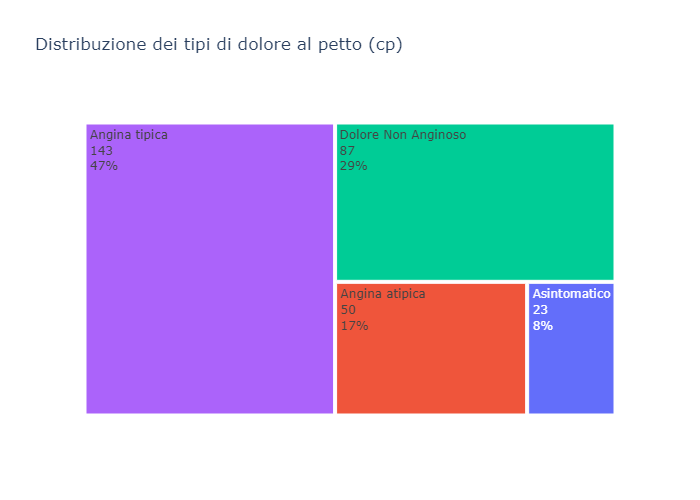 Distribuzione dei tipi di dolore al petto (cp)
Angina tipica
143
47%
Dolore Non Anginoso
87
29%
Angina atipica
50
17%
Asintomatico
23
8%